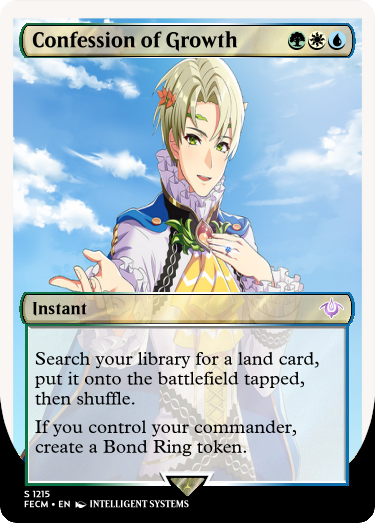 Confession of Growth
Instant
Search your library for a land card,
put it onto the battlefield tapped,
then shuffle.
If you control your commander,
create a Bond Ring token.
S 1215
FECM • EN INTELLIGENT SYSTEMS